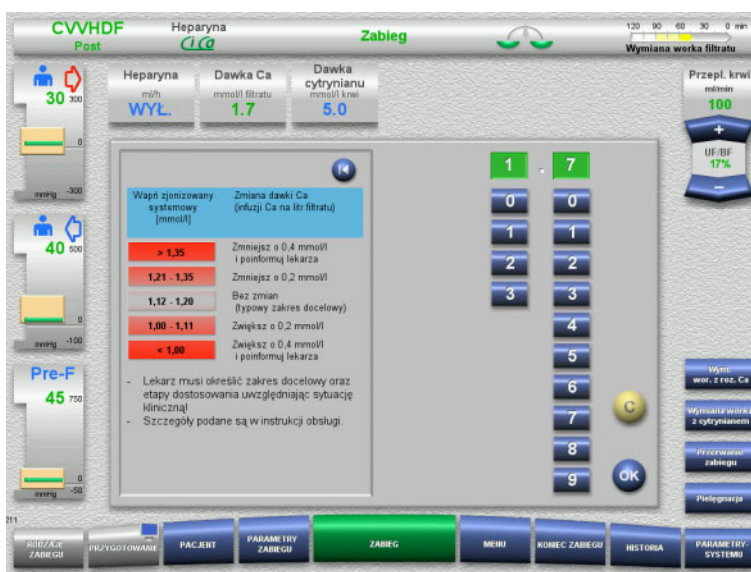 CVVHDF
Post
Heparyna
CiCa
Zabieg
120 90 60 30 0 min
Wymiana worka filtratu
30
300
0
mmHg -300
Heparyna
ml/h
WYŁ.
Dawka Ca
mmol/l filtratu
1.7
Dawka
cytrynianu
mmol/l krwi
5.0
Przepł. krwi
ml/min
100
+
UF/BF
17%
−
40
500
0
mmHg -100
Pre-F
45
750
0
mmHg -50
Wapń zjonizowany
systemowy
[mmol/l]
Zmiana dawki Ca
(infuzji Ca na litr filtratu)
> 1,35
Zmniejsz o 0,4 mmol/l
i poinformuj lekarza
1,21 - 1,35
Zmniejsz o 0,2 mmol/l
1,12 - 1,20
Bez zmian
(typowy zakres docelowy)
1,00 - 1,11
Zwiększ o 0,2 mmol/l
< 1,00
Zwiększ o 0,4 mmol/l
i poinformuj lekarza
- Lekarz musi określić zakres docelowy oraz
etapy dostosowania uwzględniając sytuację
kliniczną!
- Szczegóły podane są w instrukcji obsługi.
1 . 7
0 0
1 1
2 2
3 3
4
5
6
7
8
9
C
OK
Wymi.
wor. z roz. Ca
Wymiana worka
z cytrynianem
Przerwanie
zabiegu
Pielęgnacja
211
RODZAJE
ZABIEGU
PRZYGOTOWANIE
PACJENT
PARAMETRY
ZABIEGU
ZABIEG
MENU
KONIEC ZABIEGU
HISTORIA
PARAMETRY-
SYSTEMU